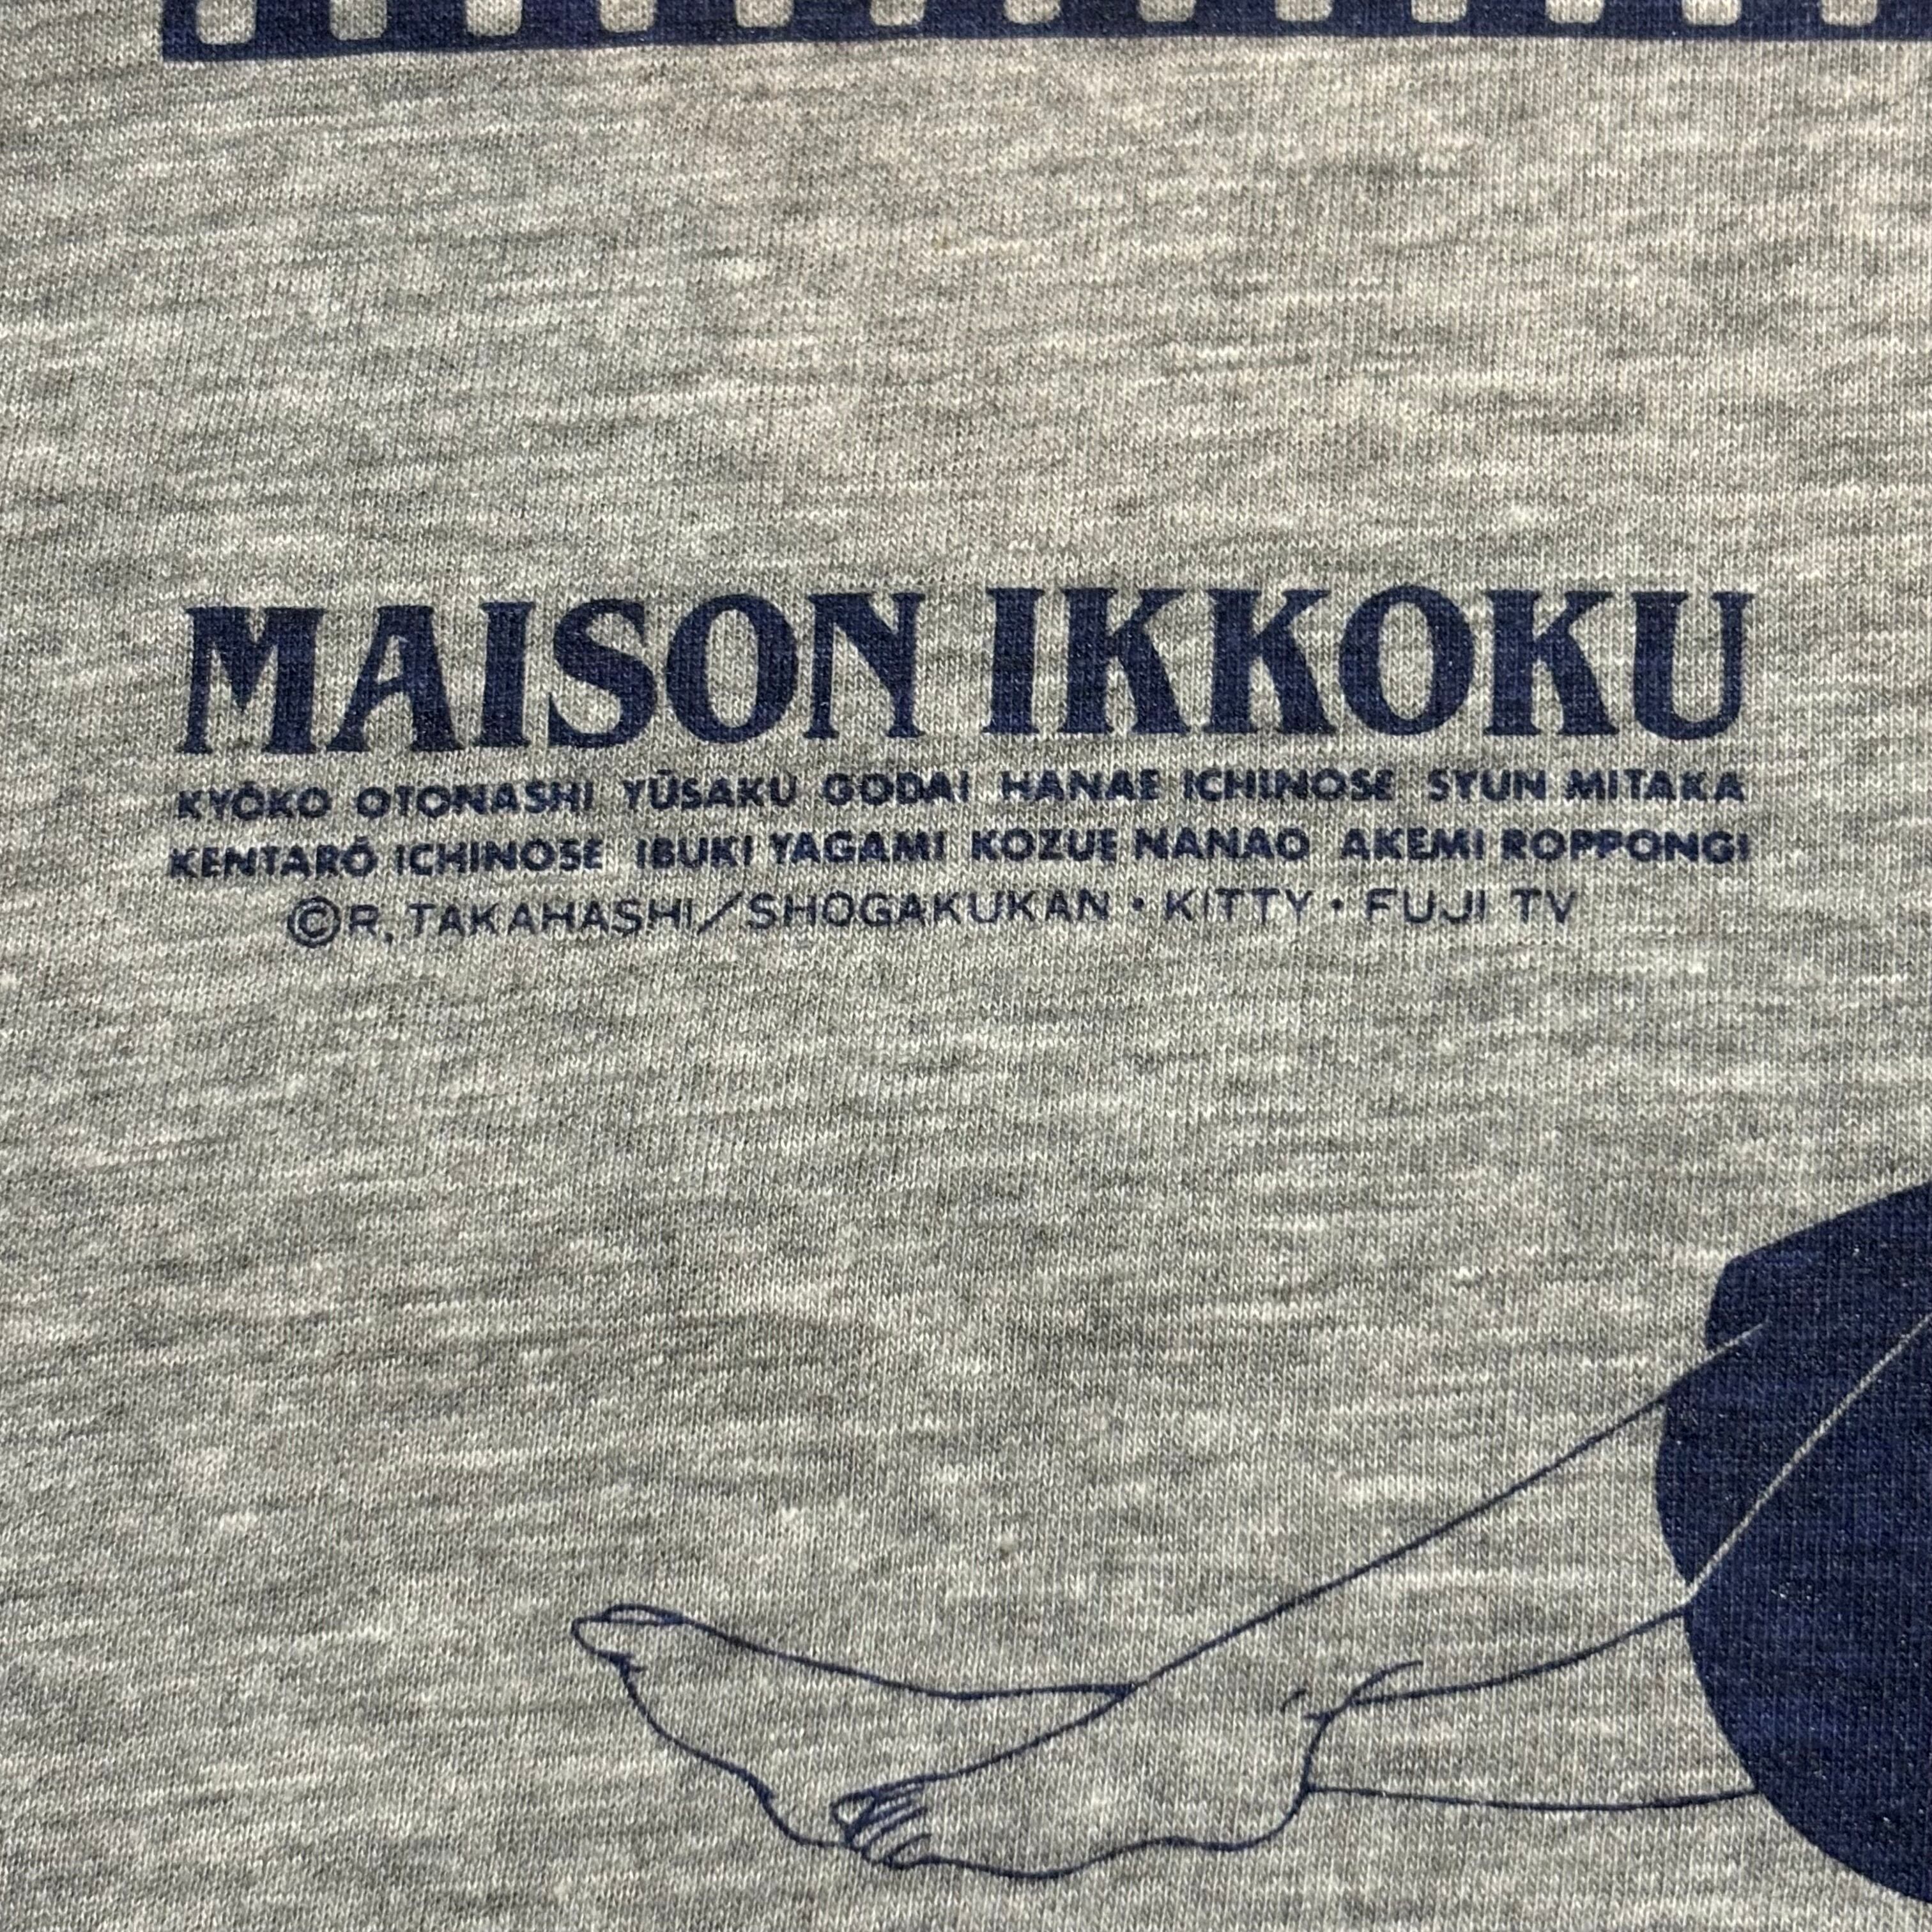 MAISON IKKOKU
KYŌKO OTONASHI YŪSAKU GODAI HANAE ICHINOSE SYUN MITAKA
KENTARŌ ICHINOSE IBUKI YAGAMI KOZUE NANAO AKEMI ROPPONGI
©R.TAKAHASHI/SHOGAKUKAN・KITTY・FUJI TV